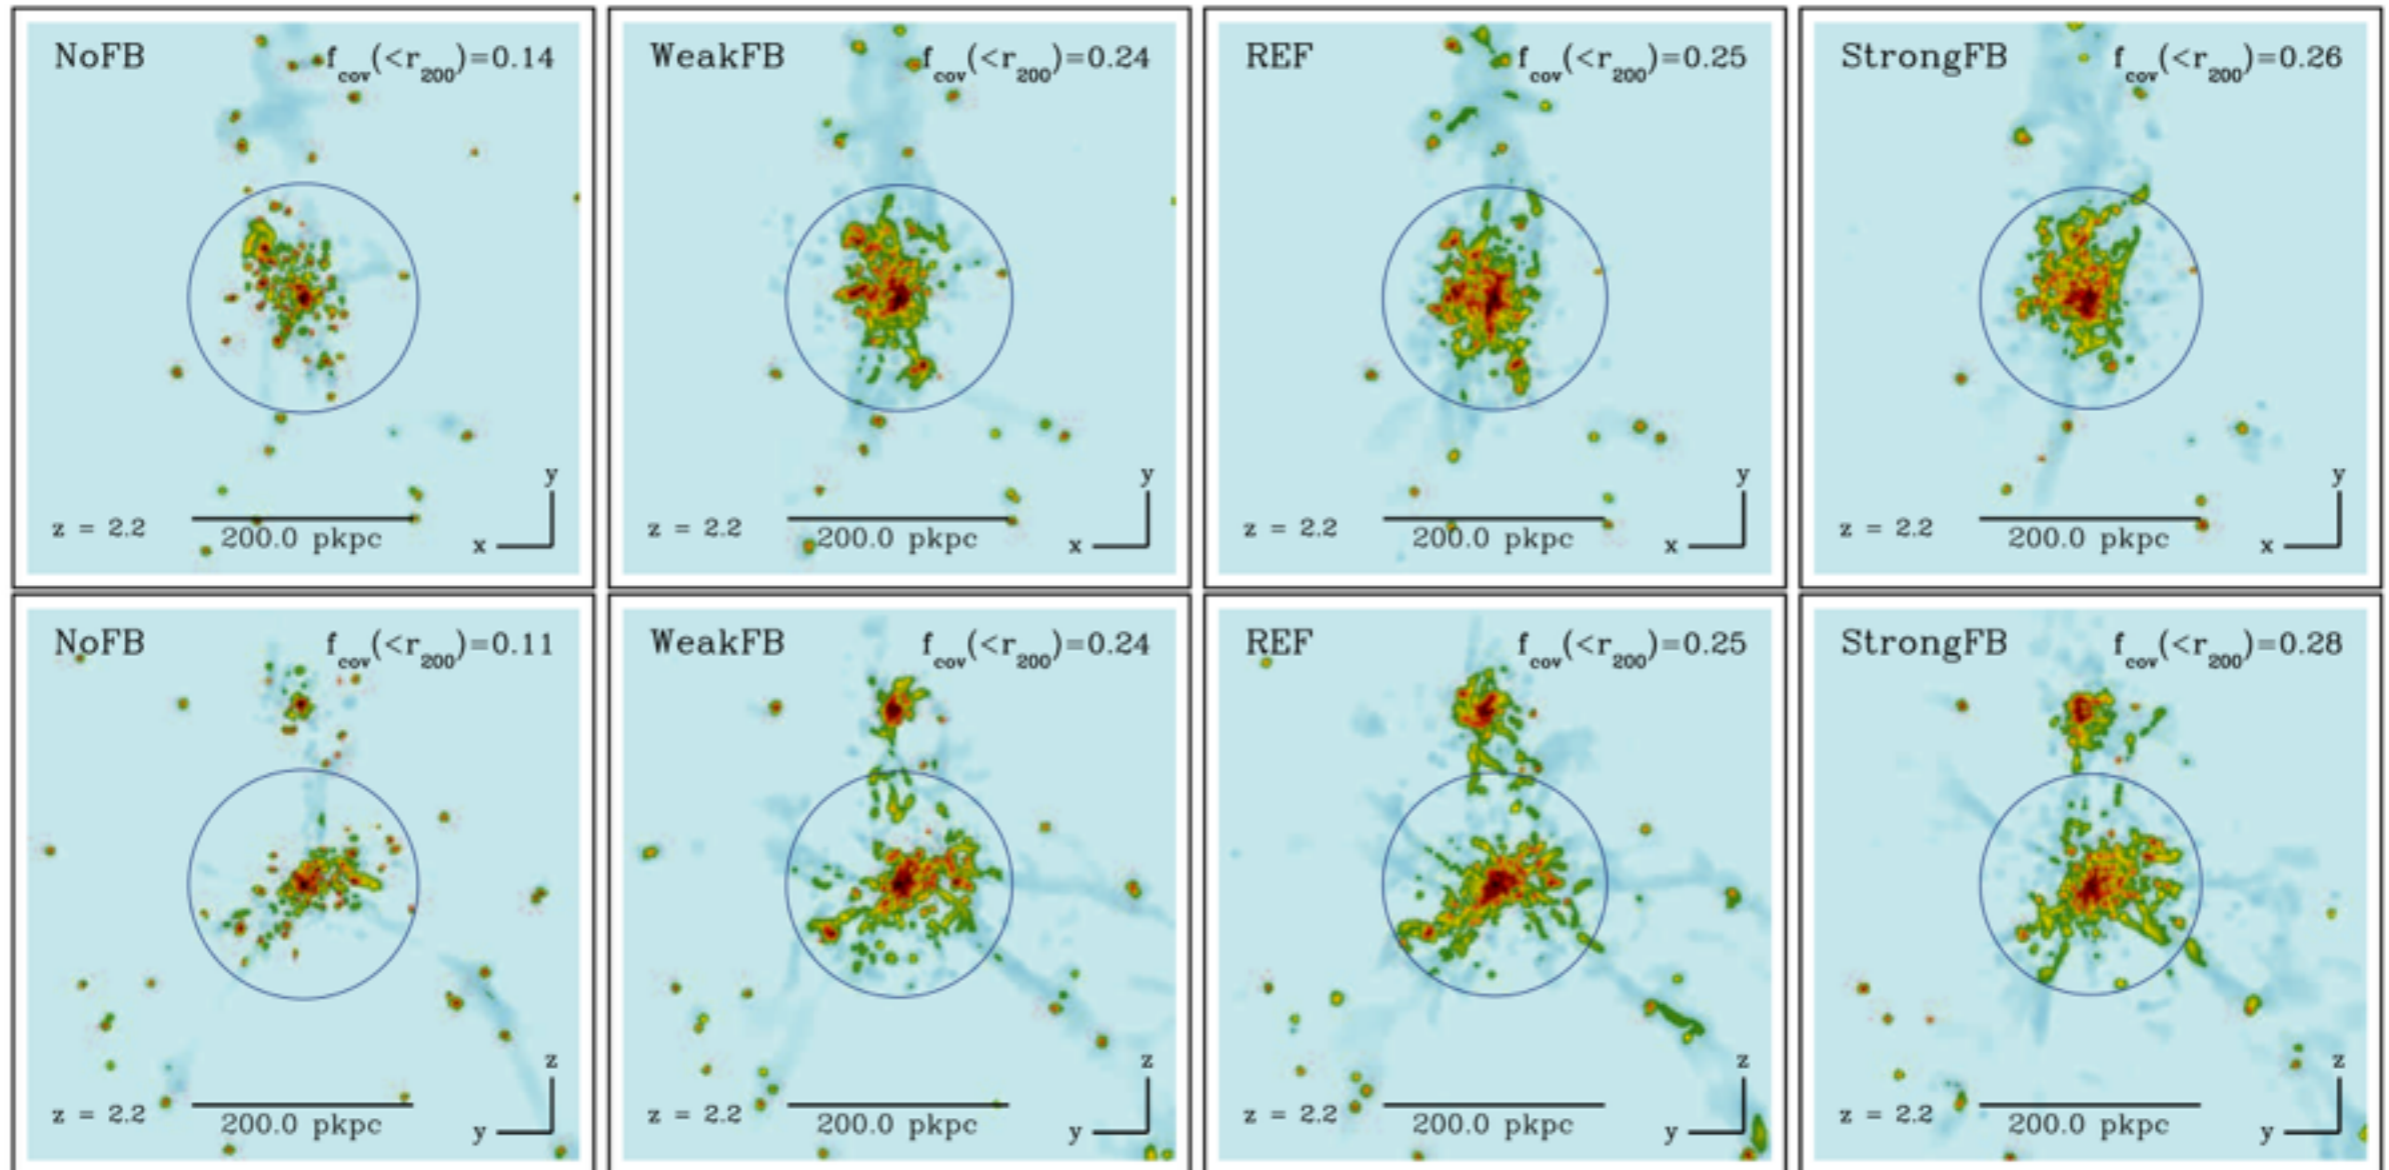 NoFB f_cov(<r_200)=0.14
y
z = 2.2 200.0 pkpc x
WeakFB f_cov(<r_200)=0.24
y
z = 2.2 200.0 pkpc x
REF f_cov(<r_200)=0.25
y
z = 2.2 200.0 pkpc x
StrongFB f_cov(<r_200)=0.26
y
z = 2.2 200.0 pkpc x
NoFB f_cov(<r_200)=0.11
z
z = 2.2 200.0 pkpc y
WeakFB f_cov(<r_200)=0.24
z
z = 2.2 200.0 pkpc y
REF f_cov(<r_200)=0.25
z
z = 2.2 200.0 pkpc y
StrongFB f_cov(<r_200)=0.28
z
z = 2.2 200.0 pkpc y